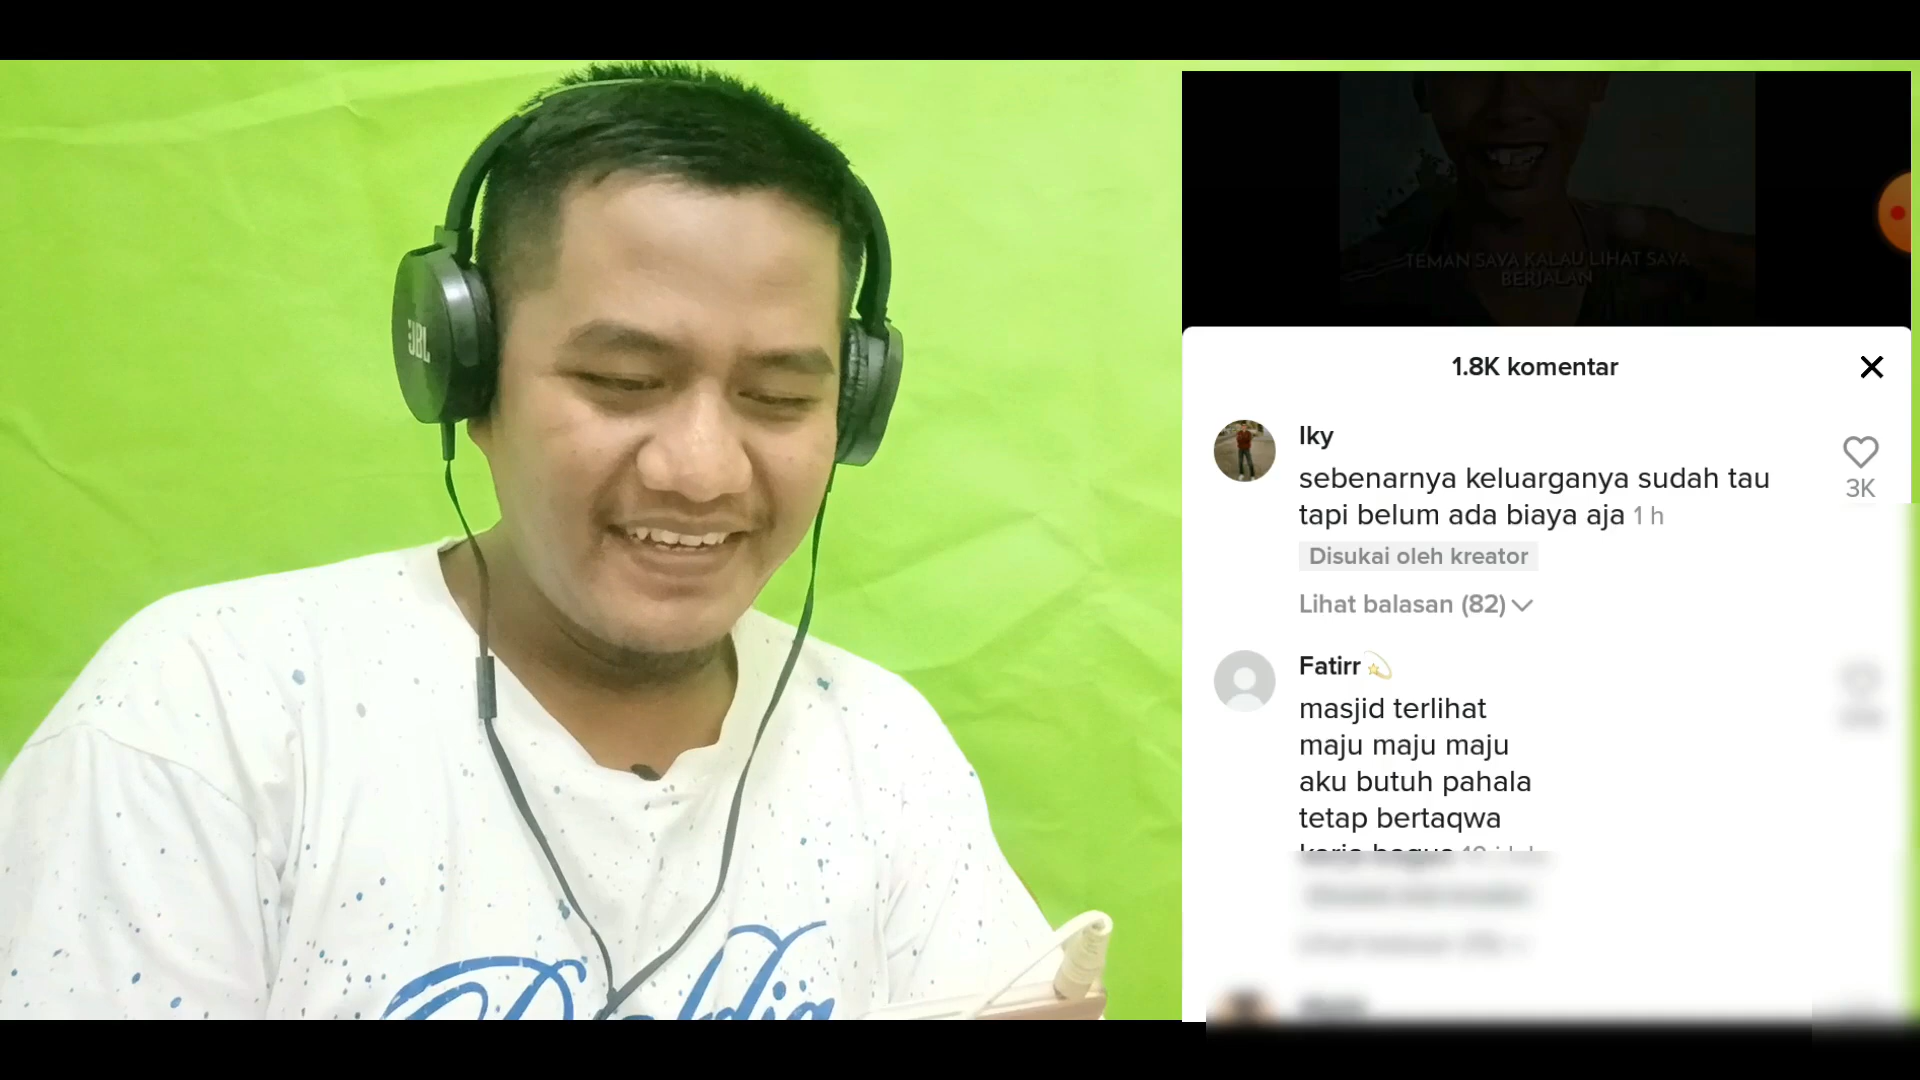 JBL
TEMAN SAYA KALAU LIHAT SAYA
BERJALAN
1.8K komentar
Iky
sebenarnya keluarganya sudah tau
tapi belum ada biaya aja 1 h
3K
Disukai oleh kreator
Lihat balasan (82)
Fatirr
masjid terlihat
maju maju maju
aku butuh pahala
tetap bertaqwa